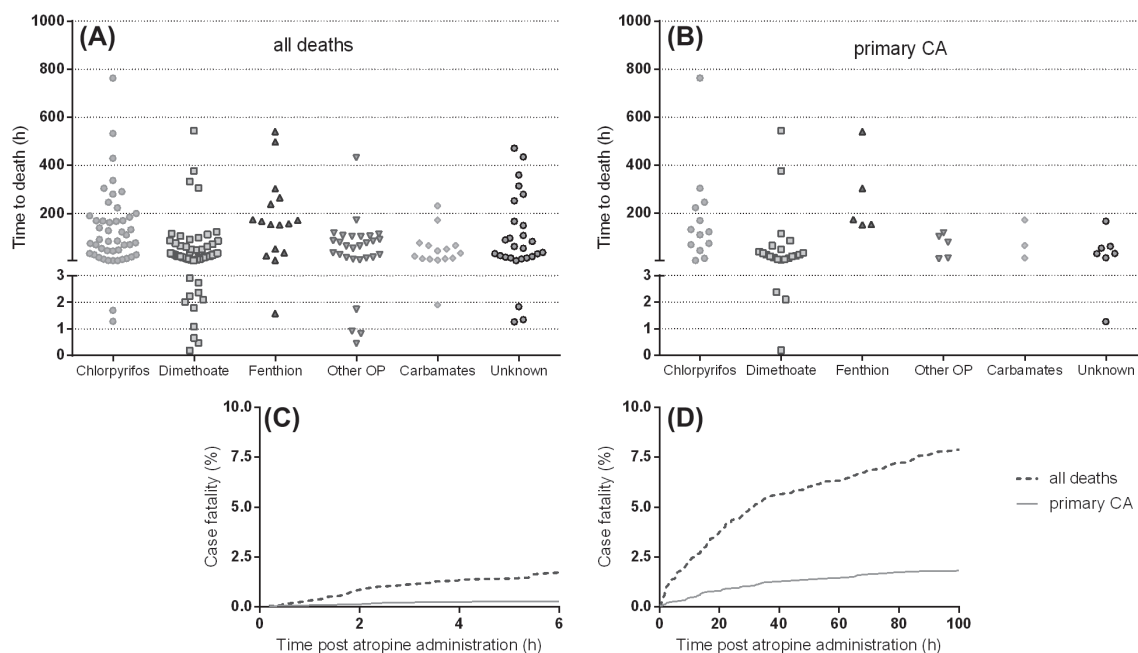 (A) all deaths
1000
800
600
400
200
3
2
1
0
Time to death (h)
Chlorpyrifos Dimethoate Fenthion Other OP Carbamates Unknown
(B) primary CA
1000
800
600
400
200
3
2
1
0
Time to death (h)
Chlorpyrifos Dimethoate Fenthion Other OP Carbamates Unknown
(C)
10.0
7.5
5.0
2.5
0.0
Case fatality (%)
0 2 4 6
Time post atropine administration (h)
(D)
10.0
7.5
5.0
2.5
0.0
Case fatality (%)
0 20 40 60 80 100
Time post atropine administration (h)
all deaths
primary CA